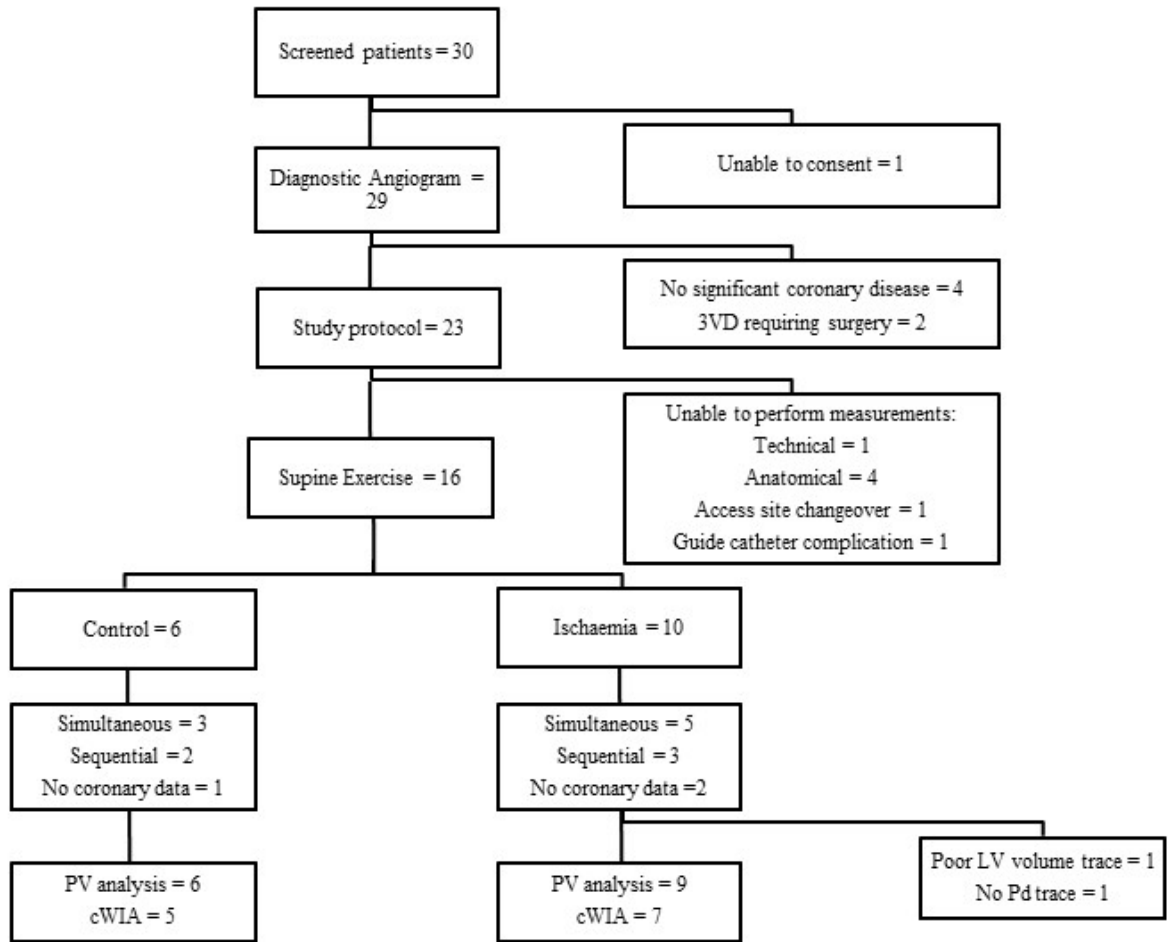 Screened patients = 30
Unable to consent = 1
Diagnostic Angiogram =
29
No significant coronary disease = 4
3VD requiring surgery = 2
Study protocol = 23
Unable to perform measurements:
Technical = 1
Anatomical = 4
Access site changeover = 1
Guide catheter complication = 1
Supine Exercise = 16
Control = 6
Ischaemia = 10
Simultaneous = 3
Sequential = 2
No coronary data = 1
Simultaneous = 5
Sequential = 3
No coronary data =2
Poor LV volume trace = 1
No Pd trace = 1
PV analysis = 6
cWIA = 5
PV analysis = 9
cWIA = 7